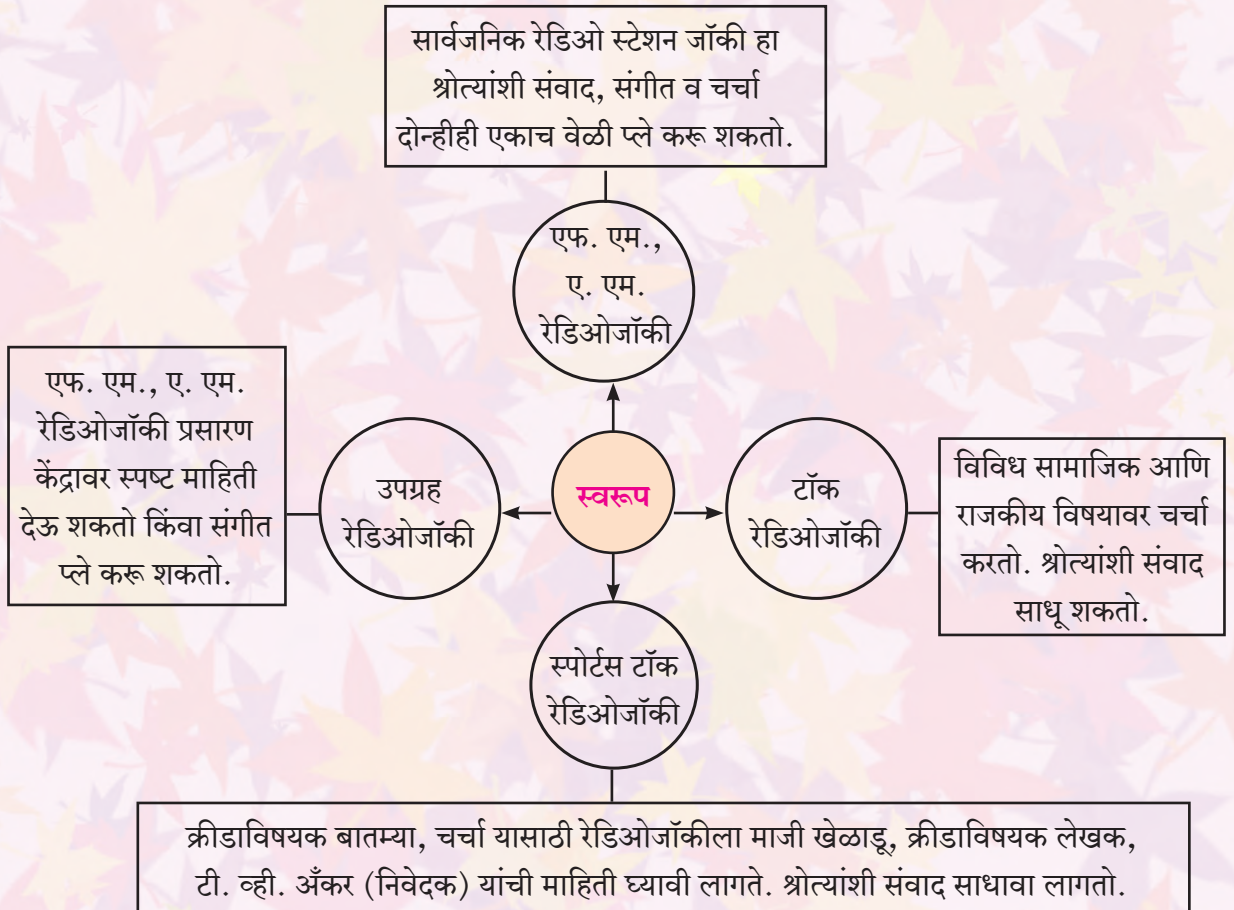 सार्वजनिक रेडिओ स्टेशन जॉकी हा
श्रोत्यांशी संवाद, संगीत व चर्चा
दोन्हीही एकाच वेळी प्ले करू शकतो.
एफ. एम.,
ए. एम.
रेडिओजॉकी
एफ. एम., ए. एम.
रेडिओजॉकी प्रसारण
केंद्रावर स्पष्ट माहिती
देऊ शकतो किंवा संगीत
प्ले करू शकतो.
उपग्रह
रेडिओजॉकी
स्वरूप
टॉक
रेडिओजॉकी
विविध सामाजिक आणि
राजकीय विषयावर चर्चा
करतो. श्रोत्यांशी संवाद
साधू शकतो.
स्पोर्टस टॉक
रेडिओजॉकी
क्रीडाविषयक बातम्या, चर्चा यासाठी रेडिओजॉकीला माजी खेळाडू, क्रीडाविषयक लेखक,
टी. व्ही. अँकर (निवेदक) यांची माहिती घ्यावी लागते. श्रोत्यांशी संवाद साधावा लागतो.